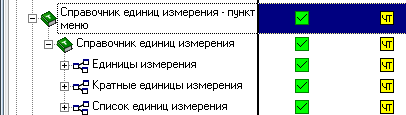 Справочник единиц измерения - пункт меню ЧТ
Справочник единиц измерения ЧТ
Единицы измерения ЧТ
Кратные единицы измерения ЧТ
Список единиц измерения ЧТ